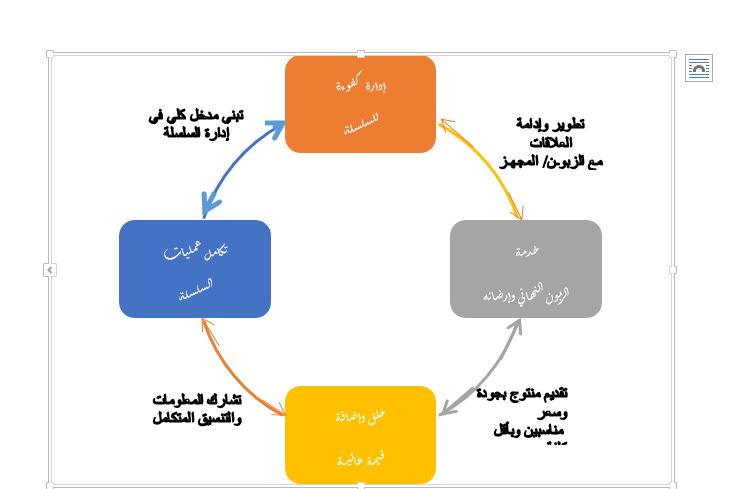 إدارة كفوءة
للسلسلة
تطوير وإدامة
العلاقات
مع الزبون/ المجهز
تبني مدخل كلي في
إدارة السلسلة
خدمة
الزبون النهائي وإرضائه
تكامل عمليات
السلسلة
تقديم منتوج بجودة
وسعر
مناسبين وبأقل
تشارك المعلومات
والتنسيق المتكامل
خلق وإضافة
قيمة عالية